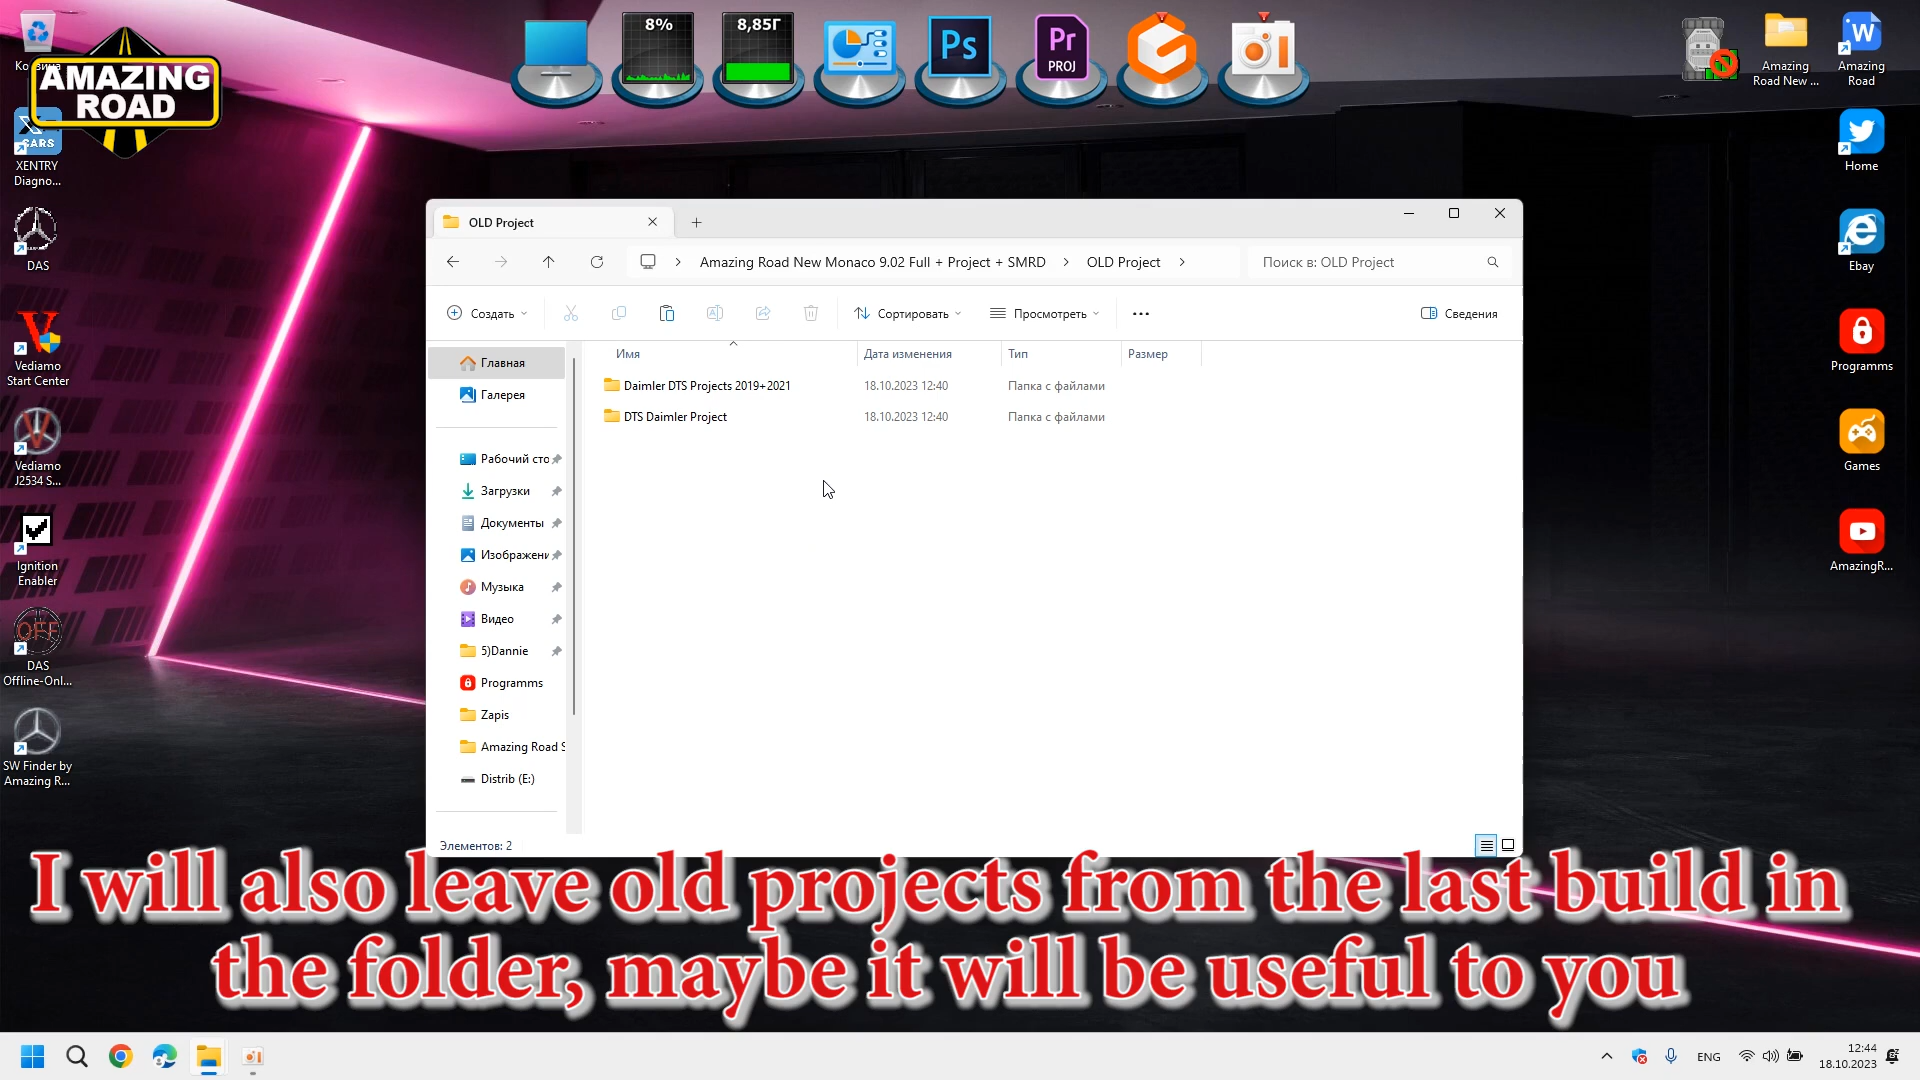 Ko
AMAZING
ROAD
XENTRY
Diagno...
DAS
Vediamo
Start Center
Vediamo
J2534 S...
Ignition
Enabler
OFF
DAS
Offline-Onl...
SW Finder by
Amazing R...
8%
8,85Г
Ps
Pr
PROJ
Amazing
Road New ...
W
Amazing
Road
Home
Ebay
Programms
Games
AmazingR...
OLD Project
Amazing Road New Monaco 9.02 Full + Project + SMRD
OLD Project
Поиск в: OLD Project
Создать
Сортировать
Просмотреть
Сведения
Имя
Дата изменения
Тип
Размер
Daimler DTS Projects 2019+2021
18.10.2023 12:40
Папка с файлами
DTS Daimler Project
18.10.2023 12:40
Папка с файлами
Главная
Галерея
Рабочий сто
Загрузки
Документы
Изображени
Музыка
Видео
5)Dannie
Programms
Zapis
Amazing Road S
Distrib (E:)
Элементов: 2
I will also leave old projects from the last build in
the folder, maybe it will be useful to you
ENG
12:44
18.10.2023